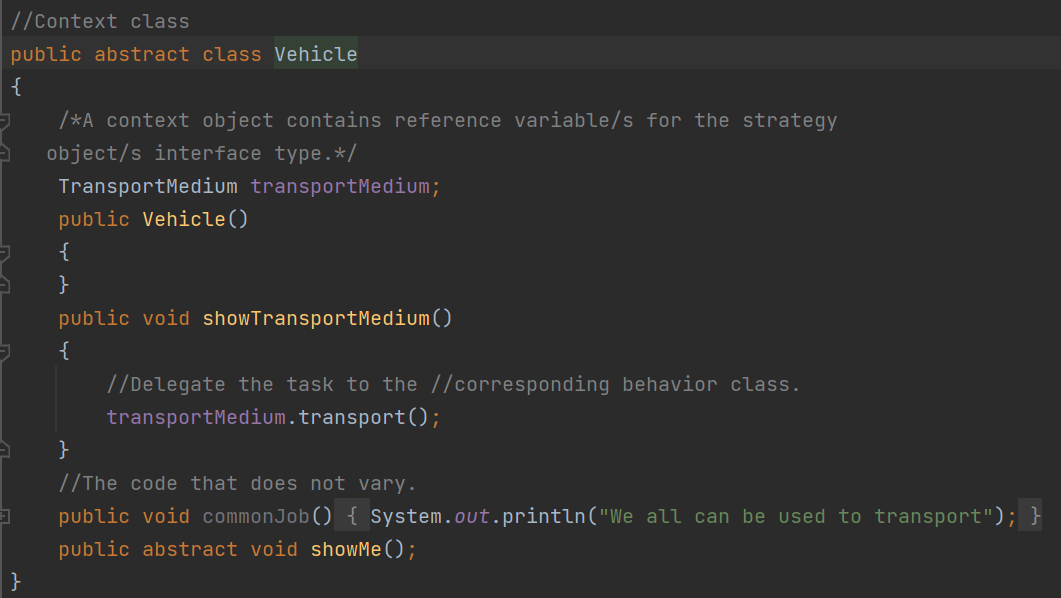 //Context class
public abstract class Vehicle
{
/*A context object contains reference variable/s for the strategy
object/s interface type.*/
TransportMedium transportMedium;
public Vehicle()
{
}
public void showTransportMedium()
{
//Delegate the task to the //corresponding behavior class.
transportMedium.transport();
}
//The code that does not vary.
public void commonJob() { System.out.println("We all can be used to transport"); }
public abstract void showMe();
}